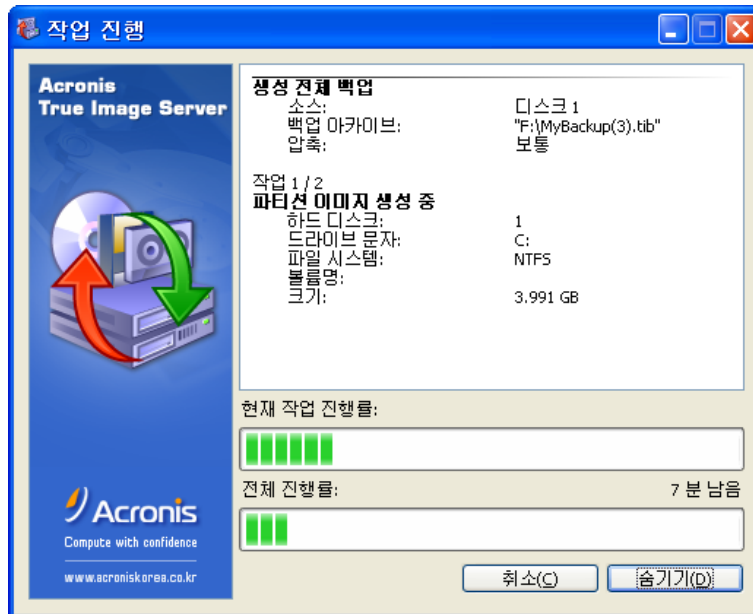 작업 진행
Acronis
True Image Server
생성 전체 백업
소스: 디스크 1
백업 아카이브: "F:\MyBackup(3).tib"
압축: 보통
작업 1 / 2
파티션 이미지 생성 중
하드 디스크: 1
드라이브 문자: C:
파일 시스템: NTFS
볼륨명:
크기: 3.991 GB
현재 작업 진행률:
전체 진행률: 7 분 남음
Acronis
Compute with confidence
www.acroniskorea.co.kr
취소(C) 숨기기(D)